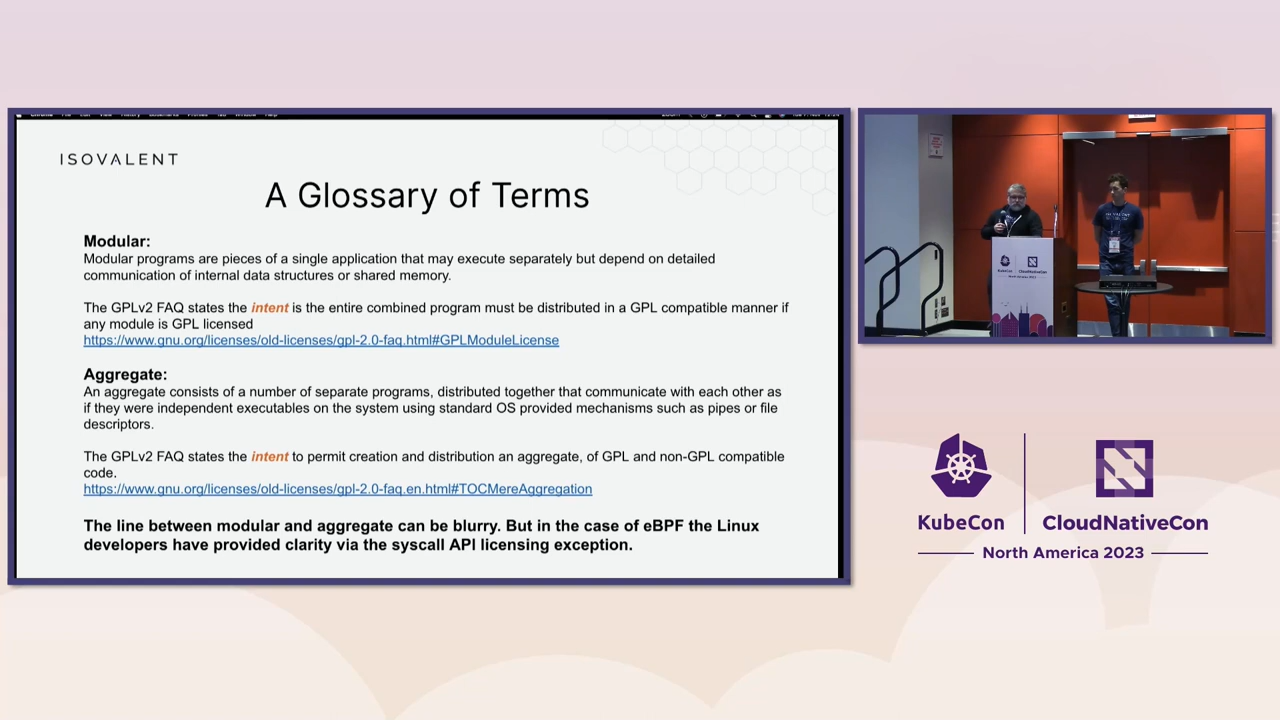 ISOVALENT
A Glossary of Terms
Modular:
Modular programs are pieces of a single application that may execute separately but depend on detailed
communication of internal data structures or shared memory.
The GPLv2 FAQ states the intent is the entire combined program must be distributed in a GPL compatible manner if
any module is GPL licensed
https://www.gnu.org/licenses/old-licenses/gpl-2.0-faq.html#GPLModuleLicense
Aggregate:
An aggregate consists of a number of separate programs, distributed together that communicate with each other as
if they were independent executables on the system using standard OS provided mechanisms such as pipes or file
descriptors.
The GPLv2 FAQ states the intent to permit creation and distribution an aggregate, of GPL and non-GPL compatible
code.
https://www.gnu.org/licenses/old-licenses/gpl-2.0-faq.en.html#TOCMereAggregation
The line between modular and aggregate can be blurry. But in the case of eBPF the Linux
developers have provided clarity via the syscall API licensing exception.
KubeCon
CloudNativeCon
North America 2023
KubeCon
CloudNativeCon
North America 2023